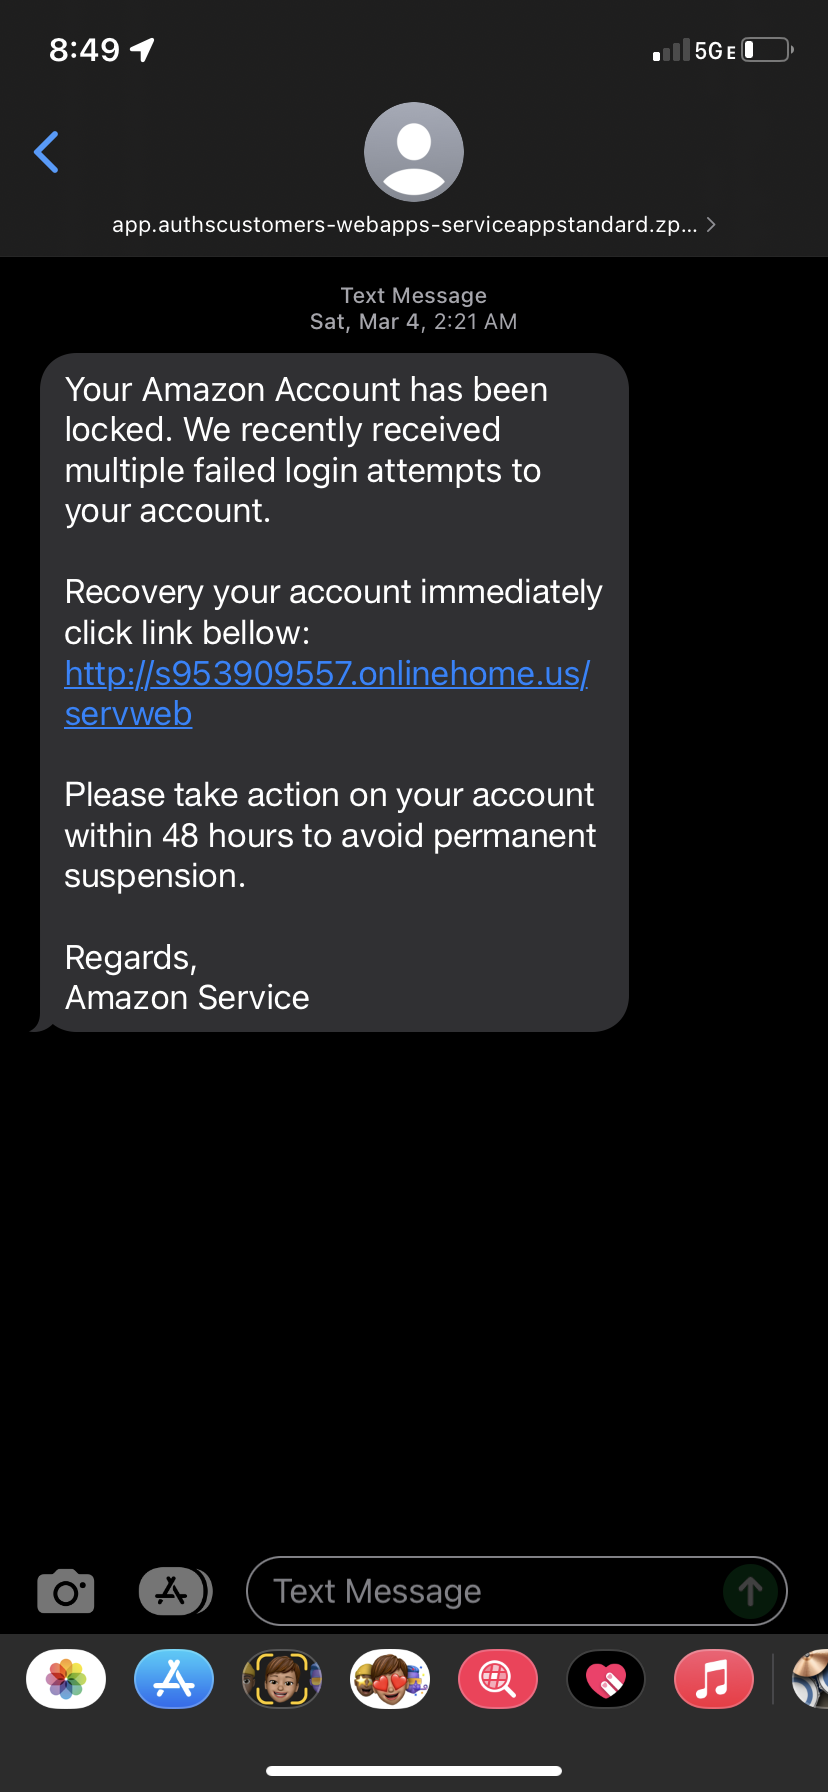 8:49
5GE
app.authscustomers-webapps-serviceappstandard.zp...
Text Message
Sat, Mar 4, 2:21 AM
Your Amazon Account has been
locked. We recently received
multiple failed login attempts to
your account.
Recovery your account immediately
click link bellow:
http://s953909557.onlinehome.us/
servweb
Please take action on your account
within 48 hours to avoid permanent
suspension.
Regards,
Amazon Service
Text Message